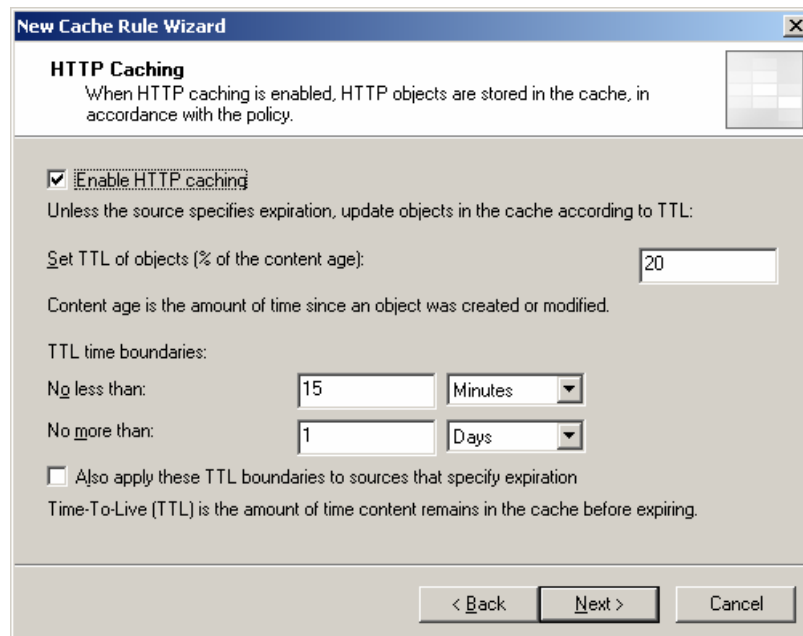 New Cache Rule Wizard
HTTP Caching
When HTTP caching is enabled, HTTP objects are stored in the cache, in
accordance with the policy.
Enable HTTP caching
Unless the source specifies expiration, update objects in the cache according to TTL:
Set TTL of objects (% of the content age):
20
Content age is the amount of time since an object was created or modified.
TTL time boundaries:
No less than:
15
Minutes
No more than:
1
Days
Also apply these TTL boundaries to sources that specify expiration
Time-To-Live (TTL) is the amount of time content remains in the cache before expiring.
< Back
Next >
Cancel